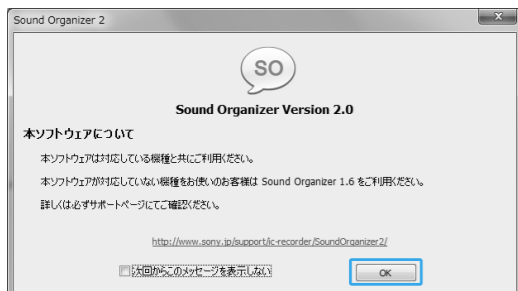 Sound Organizer 2
SO
Sound Organizer Version 2.0
本ソフトウェアについて
本ソフトウェアは対応している機種と共にご利用ください。
本ソフトウェアが対応していない機種をお使いのお客様は Sound Organizer 1.6 をご利用ください。
詳しくは必ずサポートページにてご確認ください。
http://www.sony.jp/support/ic-recorder/SoundOrganizer2/
次回からこのメッセージを表示しない
OK